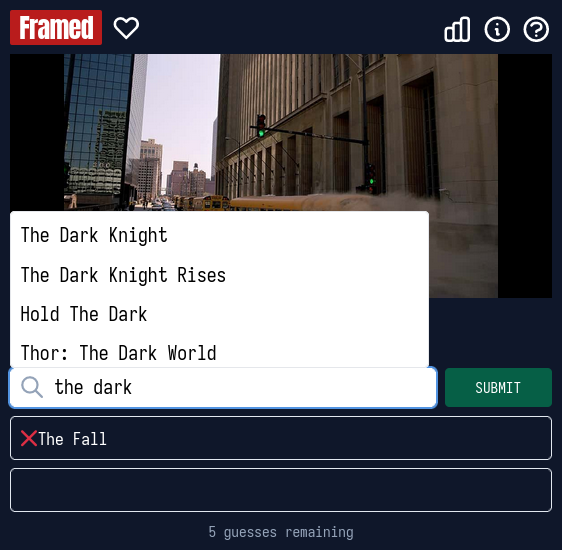 Framed
The Dark Knight
The Dark Knight Rises
Hold The Dark
Thor: The Dark World
the dark
SUBMIT
The Fall
5 guesses remaining